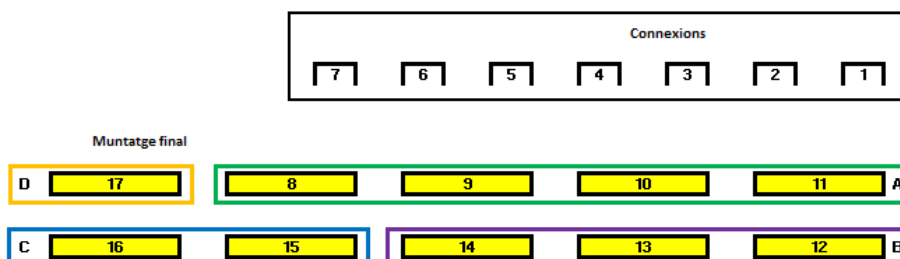 Connexions
7 6 5 4 3 2 1
Muntatge final
D 17 8 9 10 11 A
C 16 15 14 13 12 B